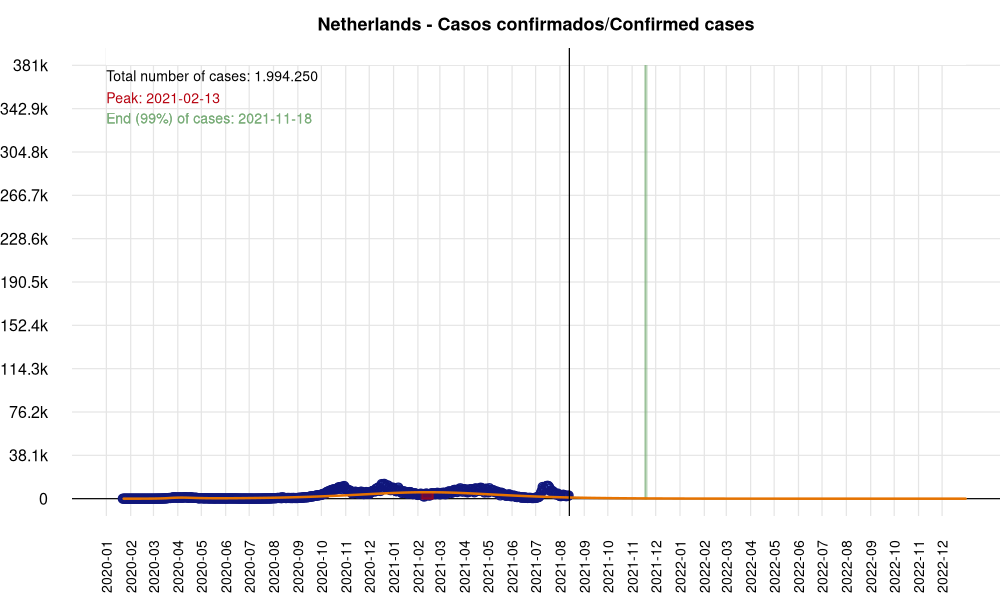 Netherlands - Casos confirmados/Confirmed cases
381k
342.9k
304.8k
266.7k
228.6k
190.5k
152.4k
114.3k
76.2k
38.1k
0
Total number of cases: 1.994.250
Peak: 2021-02-13
End (99%) of cases: 2021-11-18
2020-01
2020-02
2020-03
2020-04
2020-05
2020-06
2020-07
2020-08
2020-09
2020-10
2020-11
2020-12
2021-01
2021-02
2021-03
2021-04
2021-05
2021-06
2021-07
2021-08
2021-09
2021-10
2021-11
2021-12
2022-01
2022-02
2022-03
2022-04
2022-05
2022-06
2022-07
2022-08
2022-09
2022-10
2022-11
2022-12